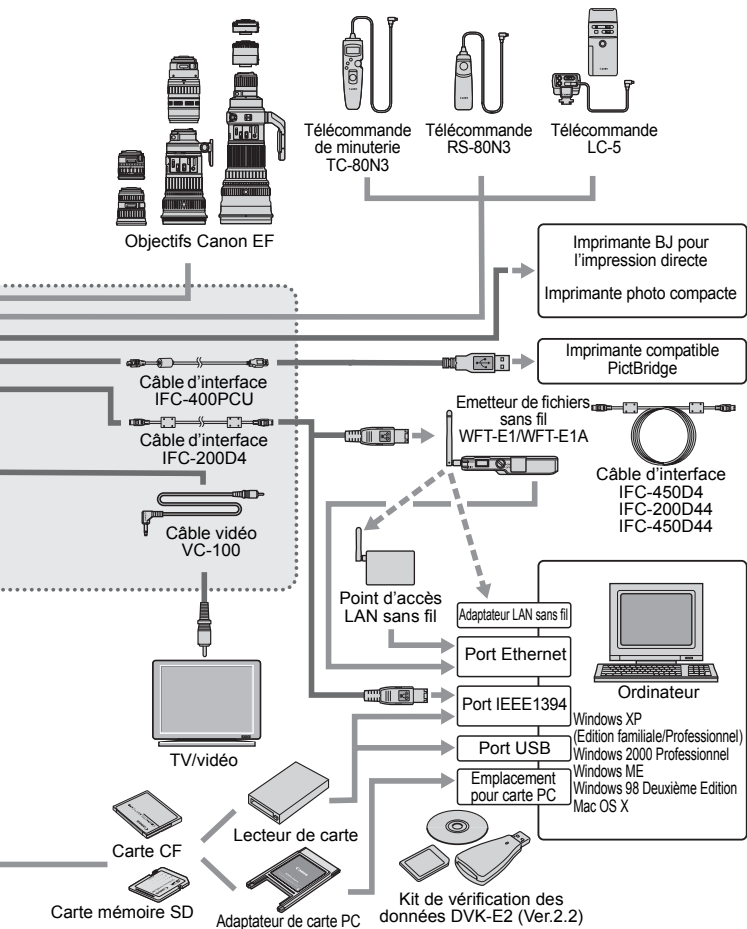 Télécommande
de minuterie
TC-80N3
Télécommande
RS-80N3
Télécommande
LC-5
Objectifs Canon EF
Imprimante BJ pour
l'impression directe
Imprimante photo compacte
Câble d'interface
IFC-400PCU
Imprimante compatible
PictBridge
Câble d'interface
IFC-200D4
Emetteur de fichiers
sans fil
WFT-E1/WFT-E1A
Câble d'interface
IFC-450D4
IFC-200D44
IFC-450D44
Câble vidéo
VC-100
Point d'accès
LAN sans fil
Adaptateur LAN sans fil
Port Ethernet
Ordinateur
Port IEEE1394
Windows XP
(Edition familiale/Professionnel)
Windows 2000 Professionnel
Windows ME
Windows 98 Deuxième Edition
Mac OS X
Port USB
Emplacement
pour carte PC
TV/vidéo
Carte CF
Lecteur de carte
Carte mémoire SD
Adaptateur de carte PC
Kit de vérification des
données DVK-E2 (Ver.2.2)